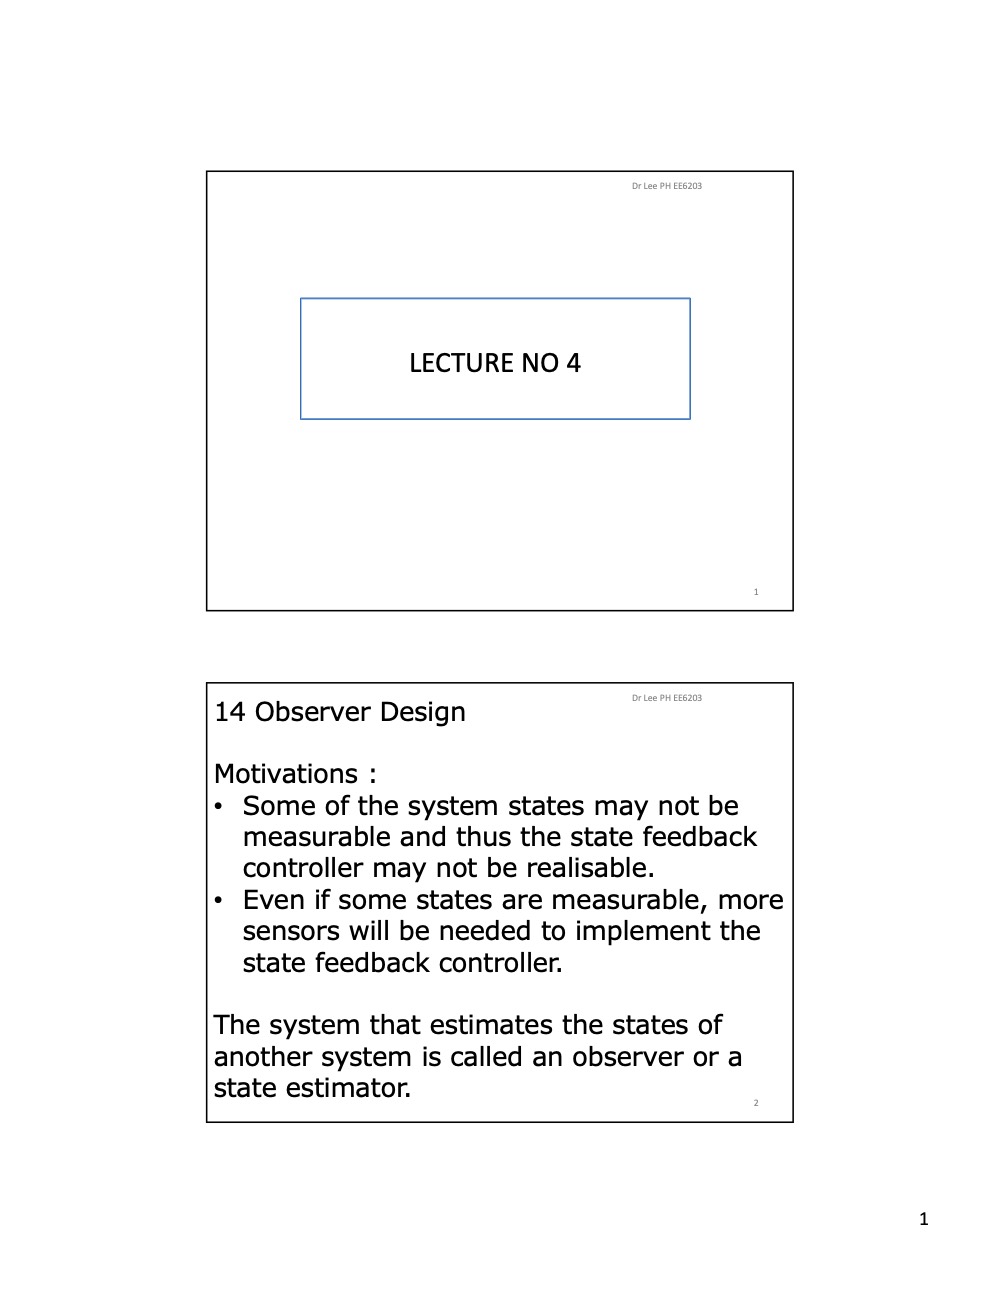 Dr Lee PH EE6203
LECTURE NO 4
1
Dr Lee PH EE6203
14 Observer Design
Motivations :
• Some of the system states may not be
measurable and thus the state feedback
controller may not be realisable.
• Even if some states are measurable, more
sensors will be needed to implement the
state feedback controller.
The system that estimates the states of
another system is called an observer or a
state estimator.
2
1